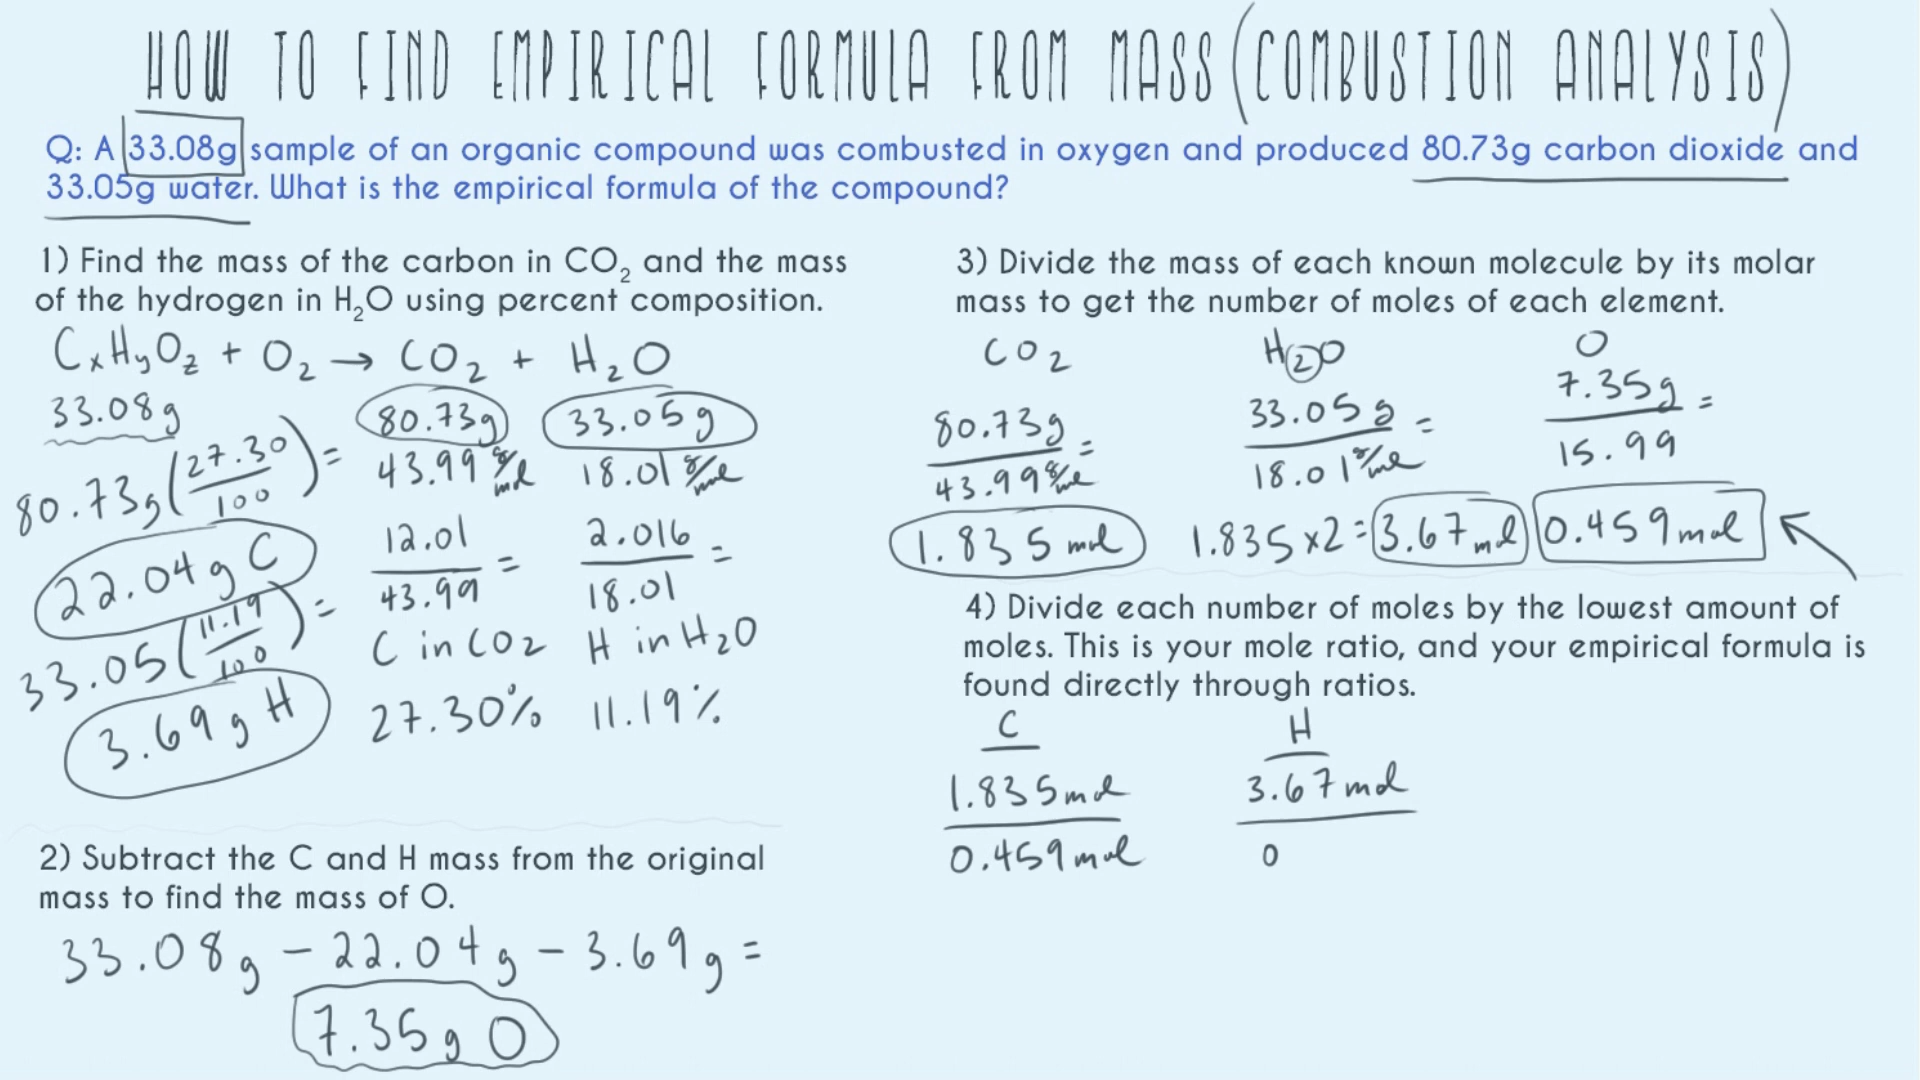 HOW TO FIND EMPIRICAL FORMULA FROM MASS (COMBUSTION ANALYSIS)
Q: A 33.08g sample of an organic compound was combusted in oxygen and produced 80.73g carbon dioxide and
33.05g water. What is the empirical formula of the compound?
1) Find the mass of the carbon in CO₂ and the mass
of the hydrogen in H₂O using percent composition.
CxHyOz + O₂ → CO₂ + H₂O
33.08g
80.73g
33.05g
43.99 g/mol
18.01 g/mol
80.73g (27.30/100) =
22.04g C
12.01/43.99 =
2.016/18.01 =
C in CO₂
H in H₂O
27.30%
11.19%
33.05 (11.19/100) =
3.69g H
2) Subtract the C and H mass from the original
mass to find the mass of O.
33.08g - 22.04g - 3.69g =
7.35g O
3) Divide the mass of each known molecule by its molar
mass to get the number of moles of each element.
CO₂
80.73g/43.99 g/mol =
1.835 mol
H₂O
33.05g/18.01 g/mol =
1.835 x2 = 3.67 mol
O
7.35g/15.99 =
0.459 mol
4) Divide each number of moles by the lowest amount of
moles. This is your mole ratio, and your empirical formula is
found directly through ratios.
C
1.835 mol
0.459 mol
H
3.67 mol
0